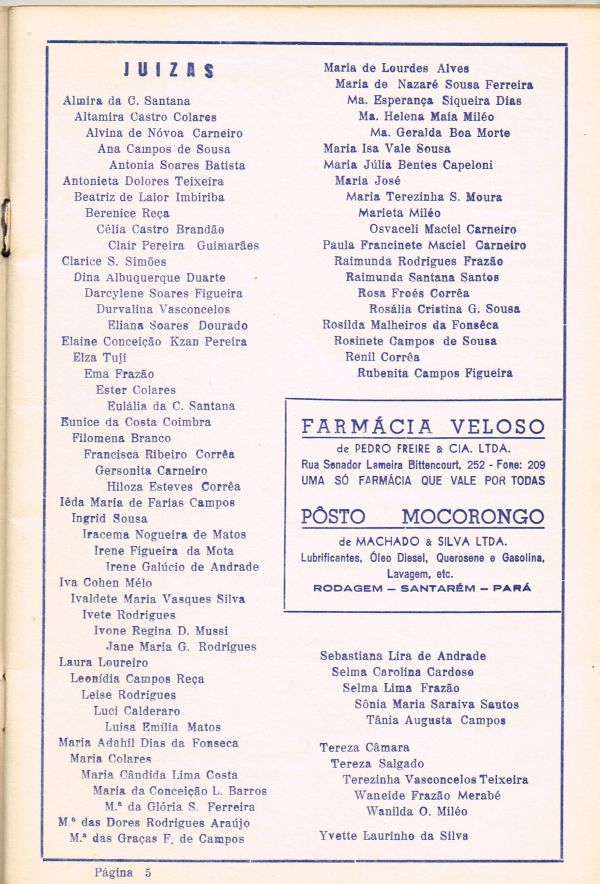 JUIZAS
Almira da C. Santana
Altamira Castro Colares
Alvina de Nóvoa Carneiro
Ana Campos de Sousa
Antonia Soares Batista
Antonieta Dolores Teixeira
Beatriz de Lalor Imbiriba
Berenice Reça
Célia Castro Brandão
Clair Pereira Guimarães
Clarice S. Simões
Dina Albuquerque Duarte
Darcylene Soares Figueira
Durvalina Vasconcelos
Eliana Soares Dourado
Elaine Conceição Kzan Pereira
Elza Tuji
Ema Frazão
Ester Colares
Eulália da C. Santana
Eunice da Costa Coimbra
Filomena Branco
Francisca Ribeiro Corrêa
Gersonita Carneiro
Hiloza Esteves Corrêa
Iêda Maria de Farias Campos
Ingrid Sousa
Iracema Nogueira de Matos
Irene Figueira da Mota
Irene Galúcio de Andrade
Iva Cohen Mélo
Ivaldete Maria Vasques Silva
Ivete Rodrigues
Ivone Regina D. Mussi
Jane Maria G. Rodrigues
Laura Loureiro
Leonídia Campos Reça
Leise Rodrigues
Luci Calderaro
Luisa Emília Matos
Maria Adahil Dias da Fonseca
Maria Colares
Maria Cândida Lima Costa
Maria da Conceição L. Barros
M.ª da Glória S. Ferreira
M.ª das Dores Rodrigues Araújo
M.ª das Graças F. de Campos
Maria de Lourdes Alves
Maria de Nazaré Sousa Ferreira
Ma. Esperança Siqueira Dias
Ma. Helena Maia Miléo
Ma. Geralda Boa Morte
Maria Isa Vale Sousa
Maria Júlia Bentes Capeloni
Maria José
Maria Terezinha S. Moura
Marieta Miléo
Osvaceli Maciel Carneiro
Paula Francinete Maciel Carneiro
Raimunda Rodrigues Frazão
Raimunda Santana Santos
Rosa Froés Corrêa
Rosália Cristina G. Sousa
Rosilda Malheiros da Fonsêca
Rosinete Campos de Sousa
Renil Corrêa
Rubenita Campos Figueira
FARMÁCIA VELOSO
de PEDRO FREIRE & CIA. LTDA.
Rua Senador Lameira Bittencourt, 252 - Fone: 209
UMA SÓ FARMÁCIA QUE VALE POR TODAS
PÔSTO MOCORONGO
de MACHADO & SILVA LTDA.
Lubrificantes, Óleo Diesel, Querosene e Gasolina,
Lavagem, etc.
RODAGEM — SANTARÉM — PARÁ
Sebastiana Lira de Andrade
Selma Carolina Cardoso
Selma Lima Frazão
Sônia Maria Saraiva Santos
Tânia Augusta Campos
Tereza Câmara
Tereza Salgado
Terezinha Vasconcelos Teixeira
Waneide Frazão Merabé
Wanilda O. Miléo
Yvette Laurinho da Silva
Página 5